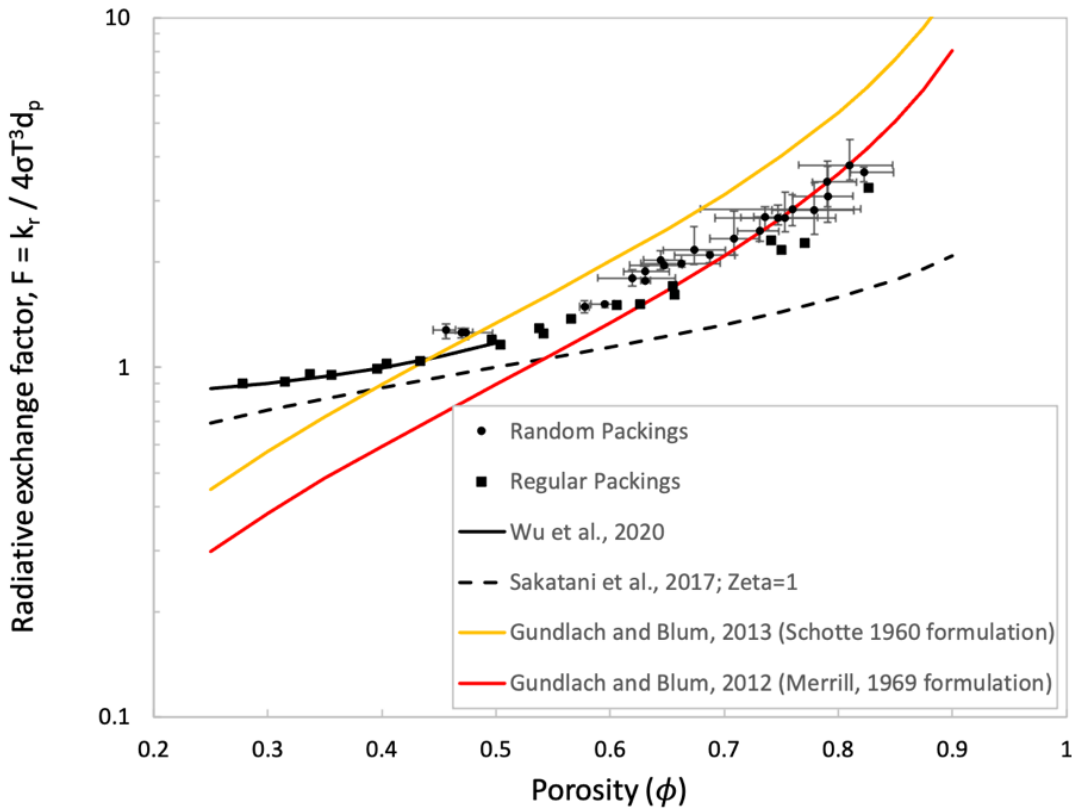 Radiative exchange factor, F = kᵣ / 4σT³dₚ
10
1
0.1
Random Packings
Regular Packings
Wu et al., 2020
Sakatani et al., 2017; Zeta=1
Gundlach and Blum, 2013 (Schotte 1960 formulation)
Gundlach and Blum, 2012 (Merrill, 1969 formulation)
0.2 0.3 0.4 0.5 0.6 0.7 0.8 0.9 1
Porosity (ϕ)